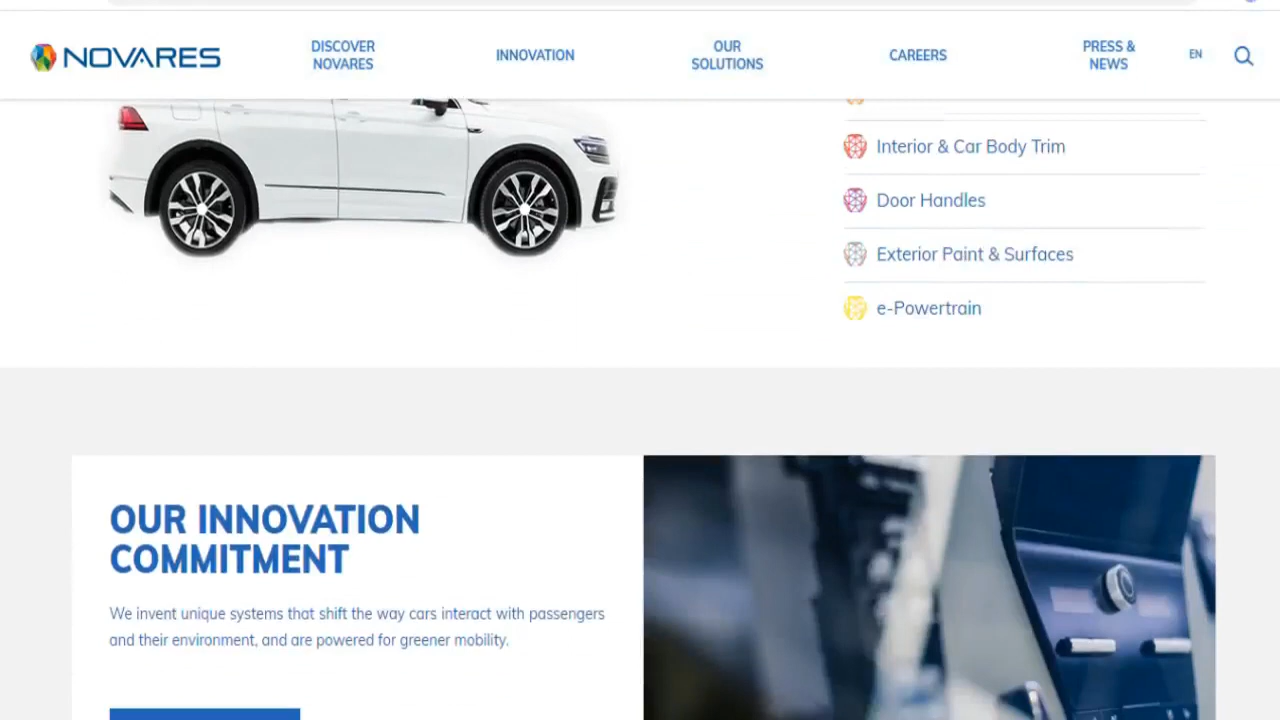 NOVARES
DISCOVER
NOVARES
INNOVATION
OUR
SOLUTIONS
CAREERS
PRESS &
NEWS
EN
Interior & Car Body Trim
Door Handles
Exterior Paint & Surfaces
e-Powertrain
OUR INNOVATION
COMMITMENT
We invent unique systems that shift the way cars interact with passengers
and their environment, and are powered for greener mobility.